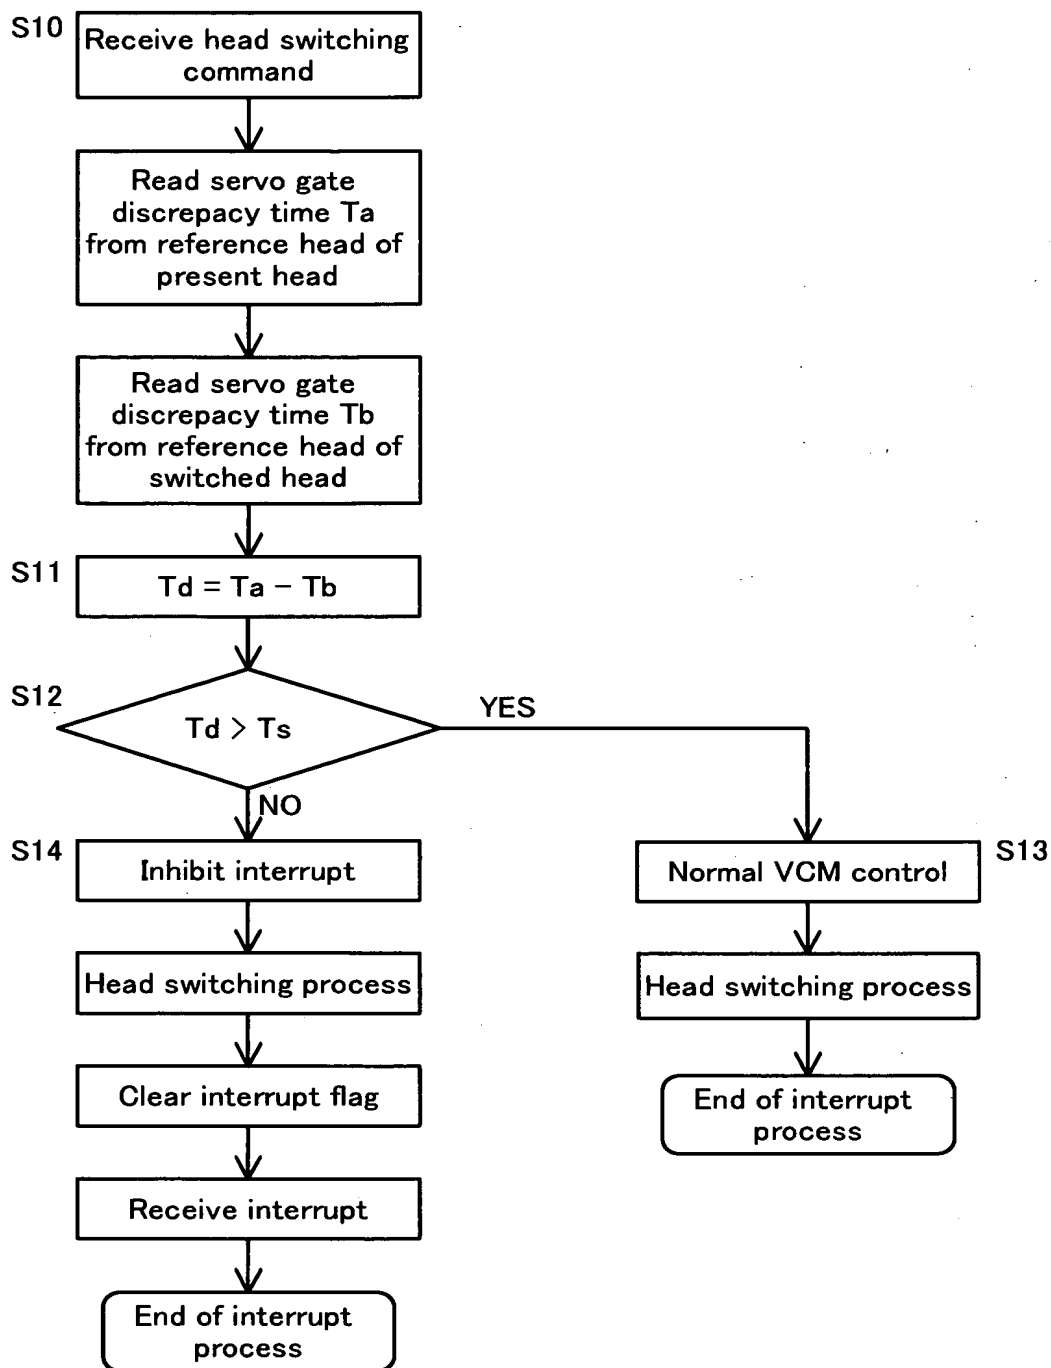 S10
Receive head switching
command
Read servo gate
discrepacy time Ta
from reference head of
present head
Read servo gate
discrepacy time Tb
from reference head of
switched head
S11
Td = Ta − Tb
S12
Td > Ts
YES
NO
S14
Inhibit interrupt
Head switching process
Clear interrupt flag
Receive interrupt
End of interrupt
process
S13
Normal VCM control
Head switching process
End of interrupt
process